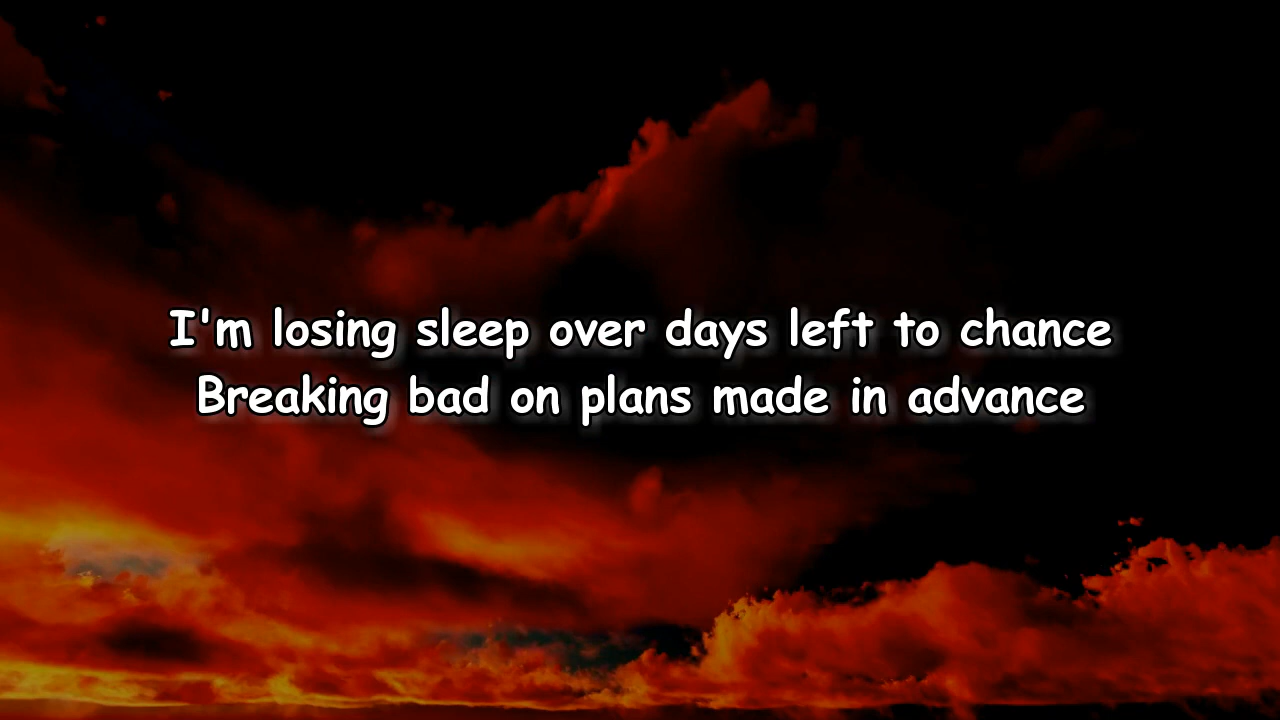 I'm losing sleep over days left to chance
Breaking bad on plans made in advance